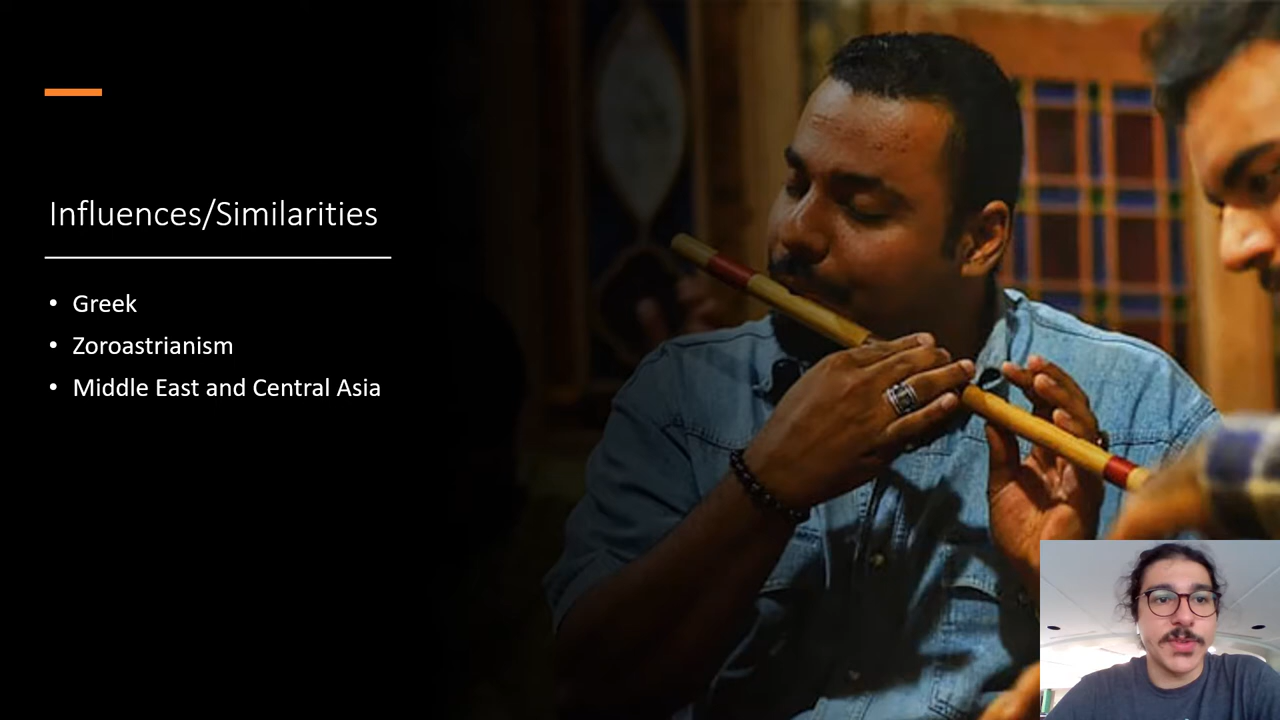 Influences/Similarities
• Greek
• Zoroastrianism
• Middle East and Central Asia